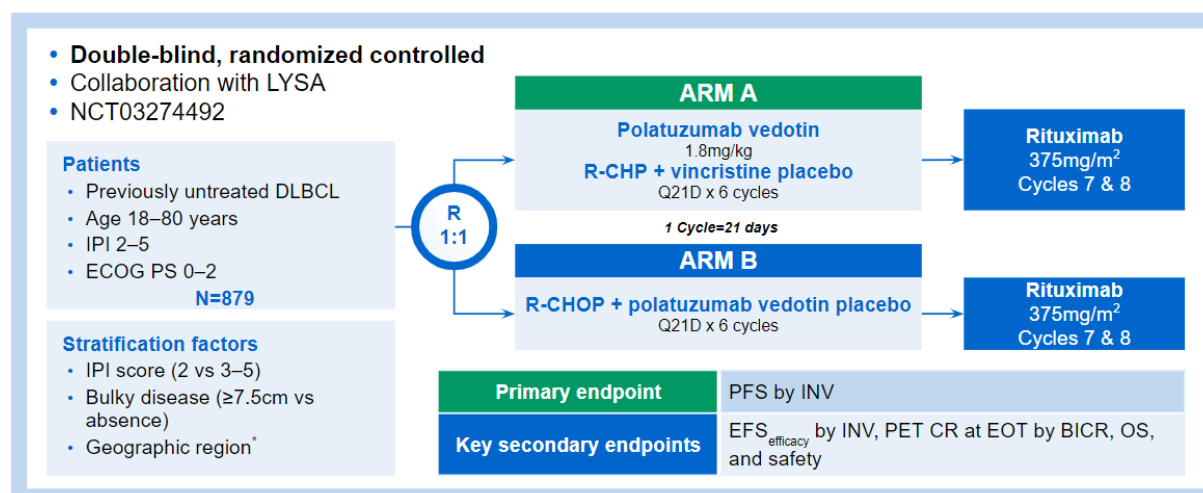 • Double-blind, randomized controlled
• Collaboration with LYSA
• NCT03274492
Patients
• Previously untreated DLBCL
• Age 18–80 years
• IPI 2–5
• ECOG PS 0–2
N=879
Stratification factors
• IPI score (2 vs 3–5)
• Bulky disease (≥7.5cm vs
absence)
• Geographic region*
R
1:1
ARM A
Polatuzumab vedotin
1.8mg/kg
R-CHP + vincristine placebo
Q21D x 6 cycles
Rituximab
375mg/m²
Cycles 7 & 8
1 Cycle=21 days
ARM B
R-CHOP + polatuzumab vedotin placebo
Q21D x 6 cycles
Rituximab
375mg/m²
Cycles 7 & 8
Primary endpoint
PFS by INV
Key secondary endpoints
EFSefficacy by INV, PET CR at EOT by BICR, OS,
and safety